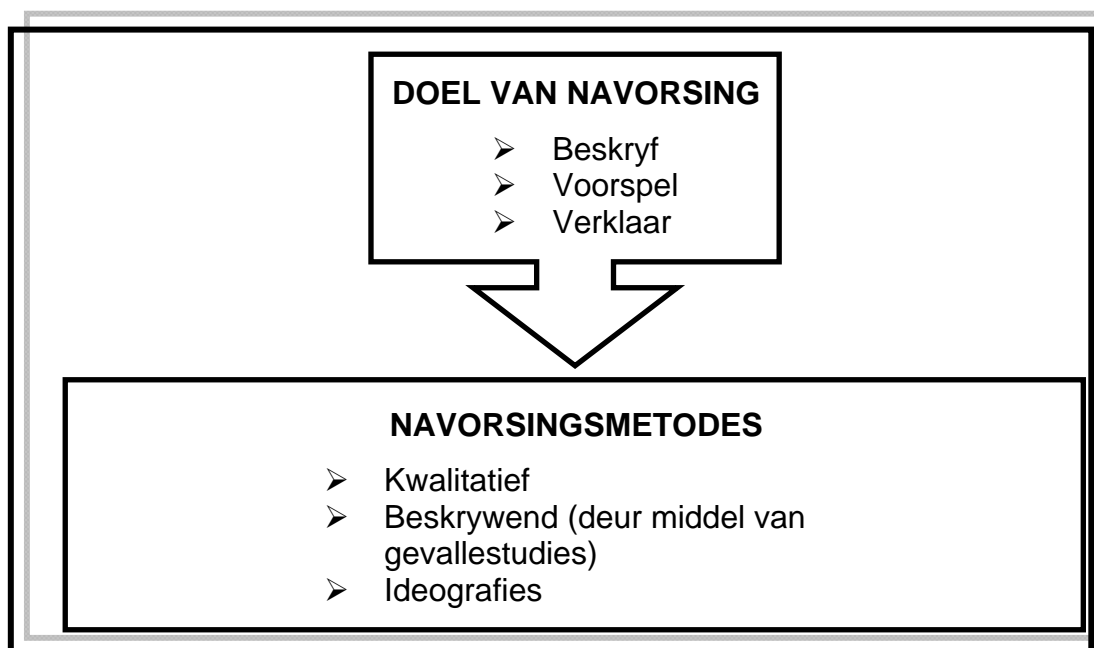 DOEL VAN NAVORSING
➢ Beskryf
➢ Voorspel
➢ Verklaar
NAVORSINGSMETODES
➢ Kwalitatief
➢ Beskrywend (deur middel van
gevallestudies)
➢ Ideografies